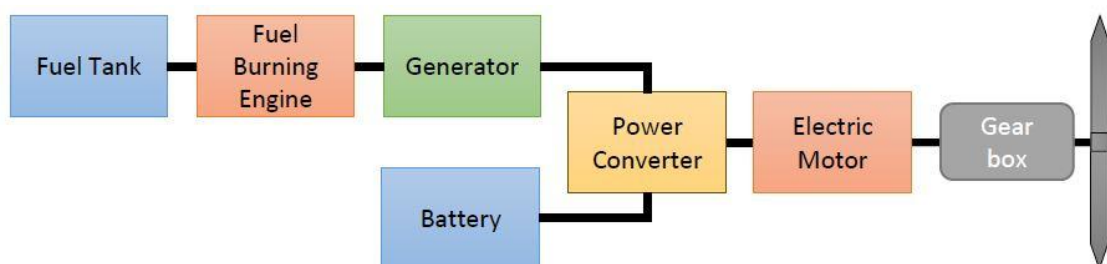 Fuel Tank
Fuel
Burning
Engine
Generator
Power
Converter
Electric
Motor
Gear
box
Battery